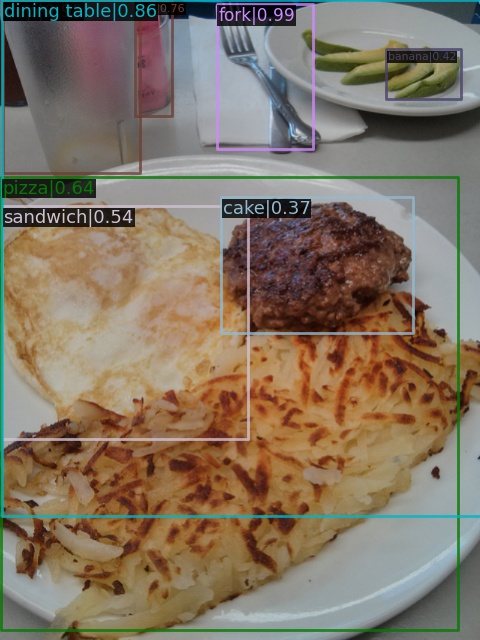 dining table|0.86
0.76
fork|0.99
banana|0.42
pizza|0.64
sandwich|0.54
cake|0.37